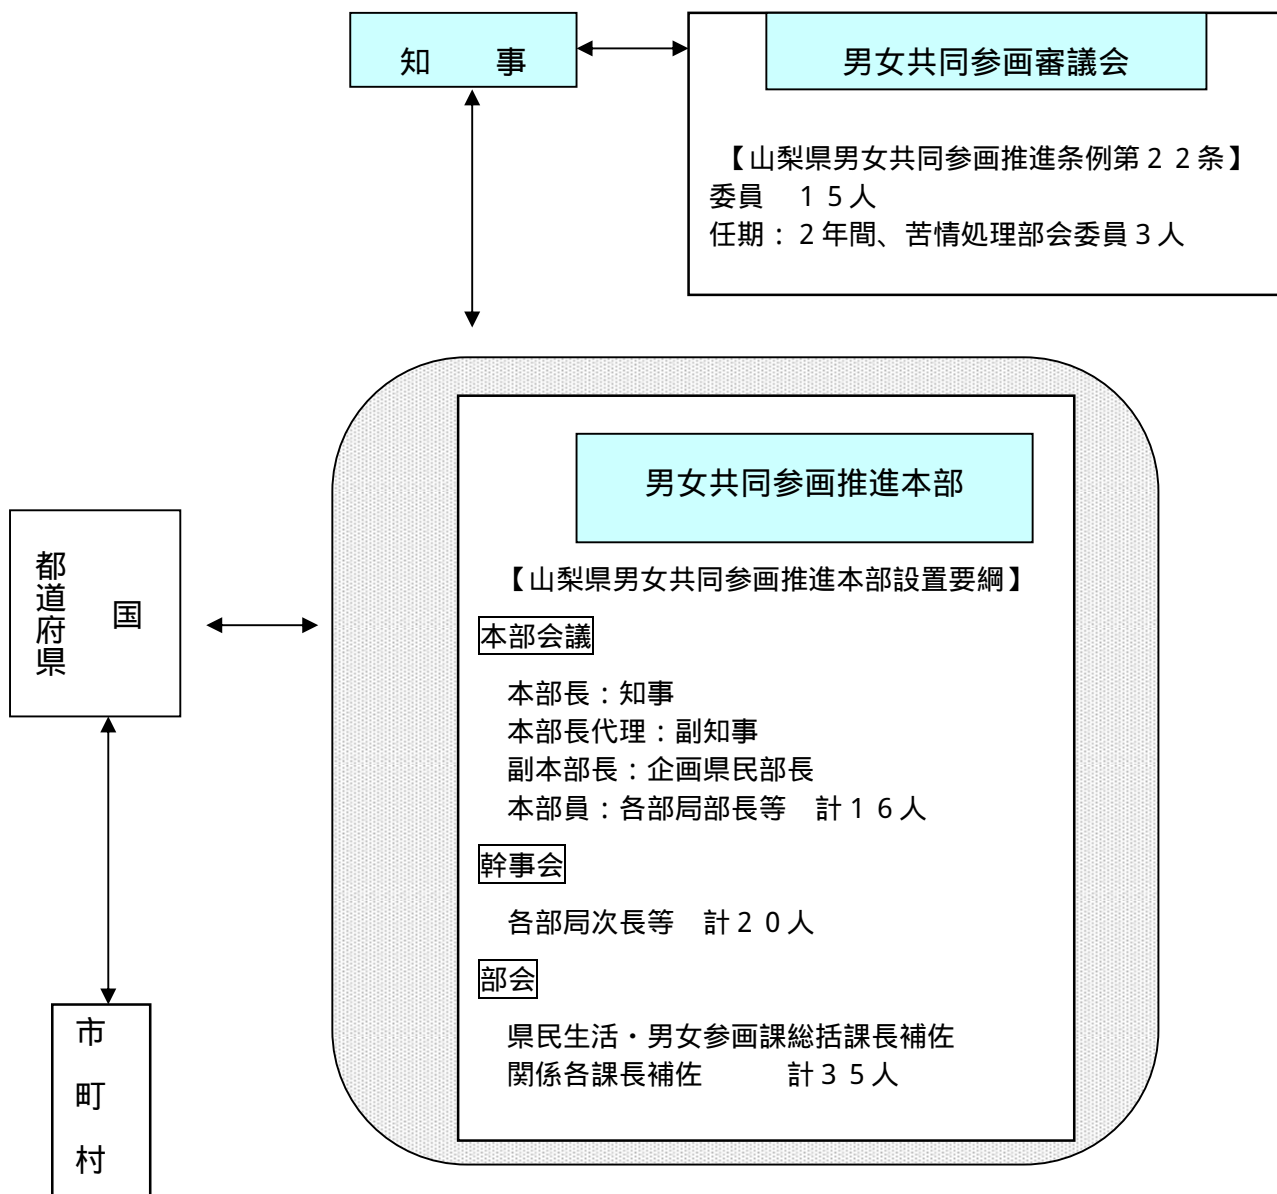 知　　事
男女共同参画審議会
【山梨県男女共同参画推進条例第２２条】
委員　１５人
任期：２年間、苦情処理部会委員３人
男女共同参画推進本部
【山梨県男女共同参画推進本部設置要綱】
本部会議
本部長：知事
本部長代理：副知事
副本部長：企画県民部長
本部員：各部局部長等　計１６人
幹事会
各部局次長等　計２０人
部会
県民生活・男女参画課総括課長補佐
関係各課長補佐　　　計３５人
国
都道府県
市町村